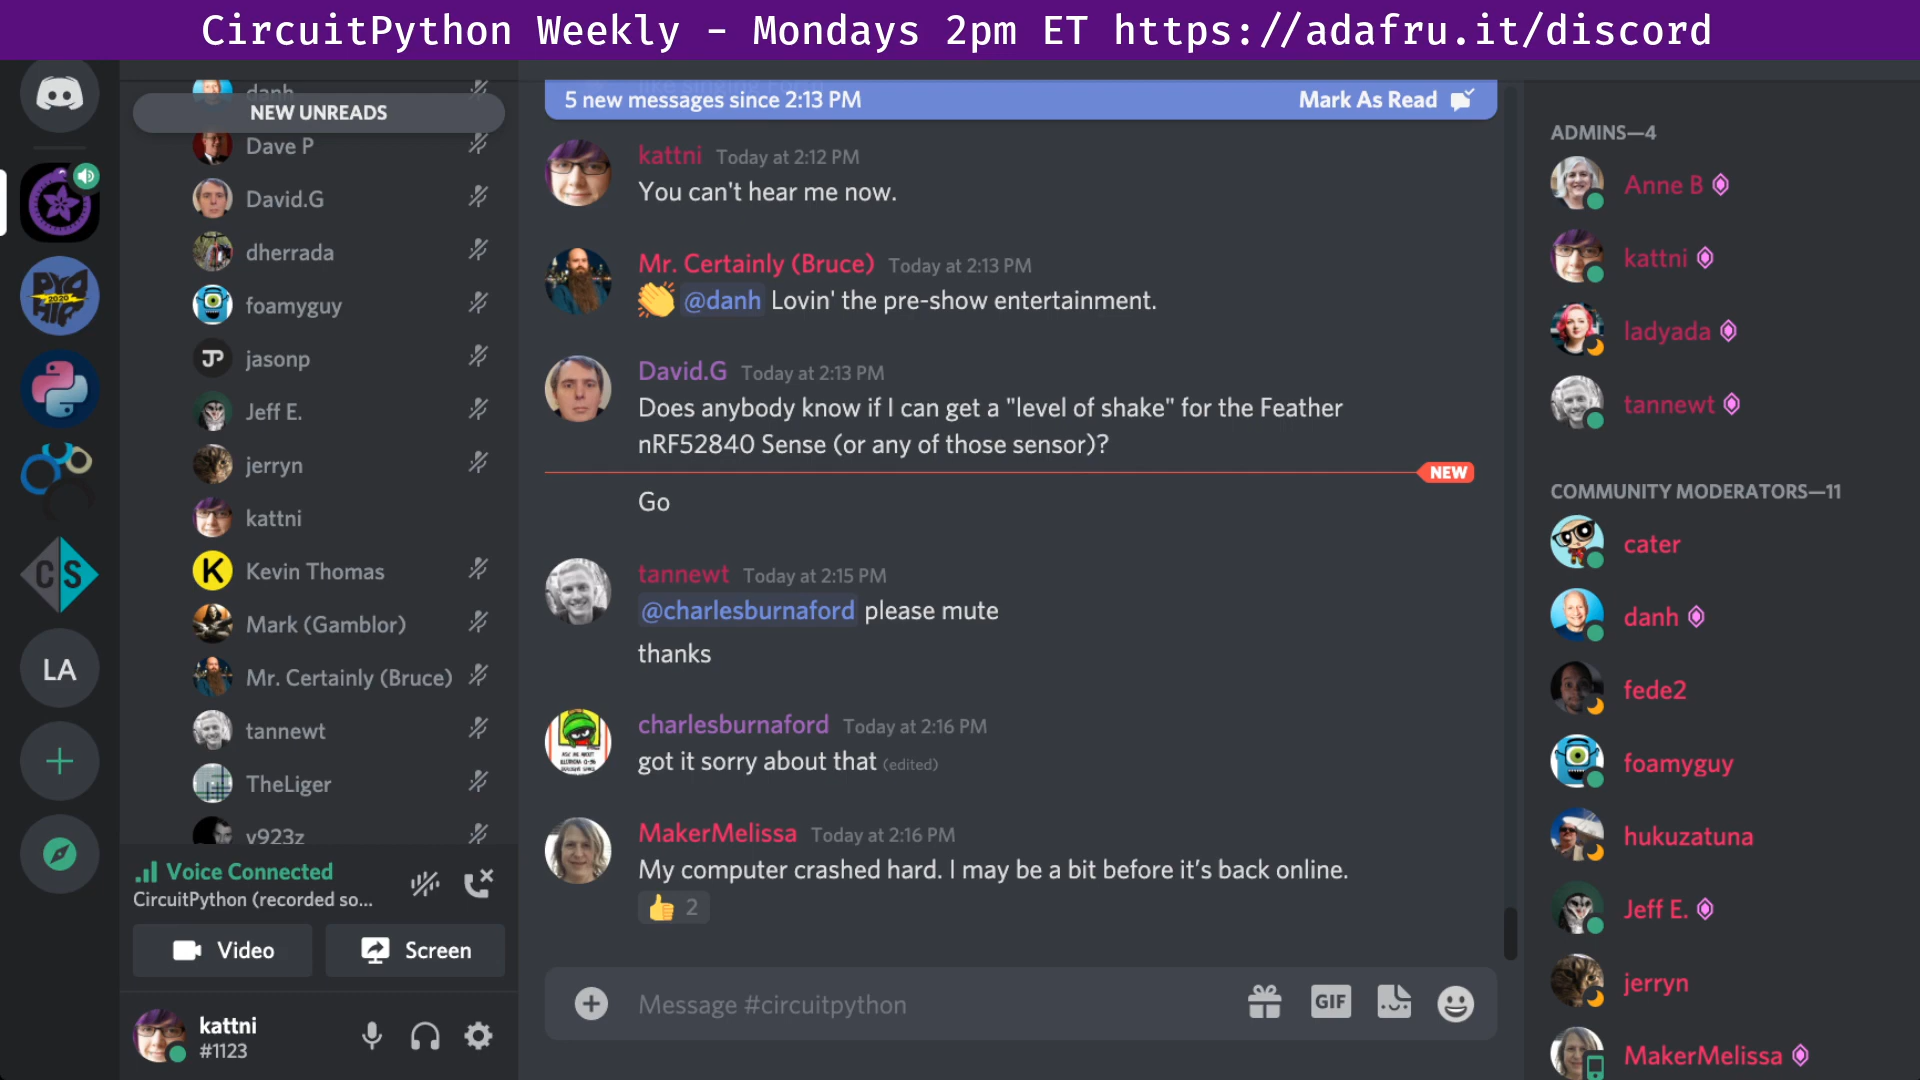 CircuitPython Weekly - Mondays 2pm ET https://adafru.it/discord
danh
NEW UNREADS
Dave P
David.G
dherrada
foamyguy
jasonp
Jeff E.
jerryn
kattni
Kevin Thomas
Mark (Gamblor)
Mr. Certainly (Bruce)
tannewt
TheLiger
v923z
Voice Connected
CircuitPython (recorded so...
Video
Screen
kattni
#1123
PYOHIO
2020
JP
K
C S
LA
5 new messages since 2:13 PM
Mark As Read
kattni Today at 2:12 PM
You can't hear me now.
Mr. Certainly (Bruce) Today at 2:13 PM
@danh Lovin' the pre-show entertainment.
David.G Today at 2:13 PM
Does anybody know if I can get a "level of shake" for the Feather
nRF52840 Sense (or any of those sensor)?
NEW
Go
tannewt Today at 2:15 PM
@charlesburnaford please mute
thanks
charlesburnaford Today at 2:16 PM
got it sorry about that (edited)
MakerMelissa Today at 2:16 PM
My computer crashed hard. I may be a bit before it’s back online.
2
Message #circuitpython
GIF
ADMINS—4
Anne B
kattni
ladyada
tannewt
COMMUNITY MODERATORS—11
cater
danh
fede2
foamyguy
hukuzatuna
Jeff E.
jerryn
MakerMelissa